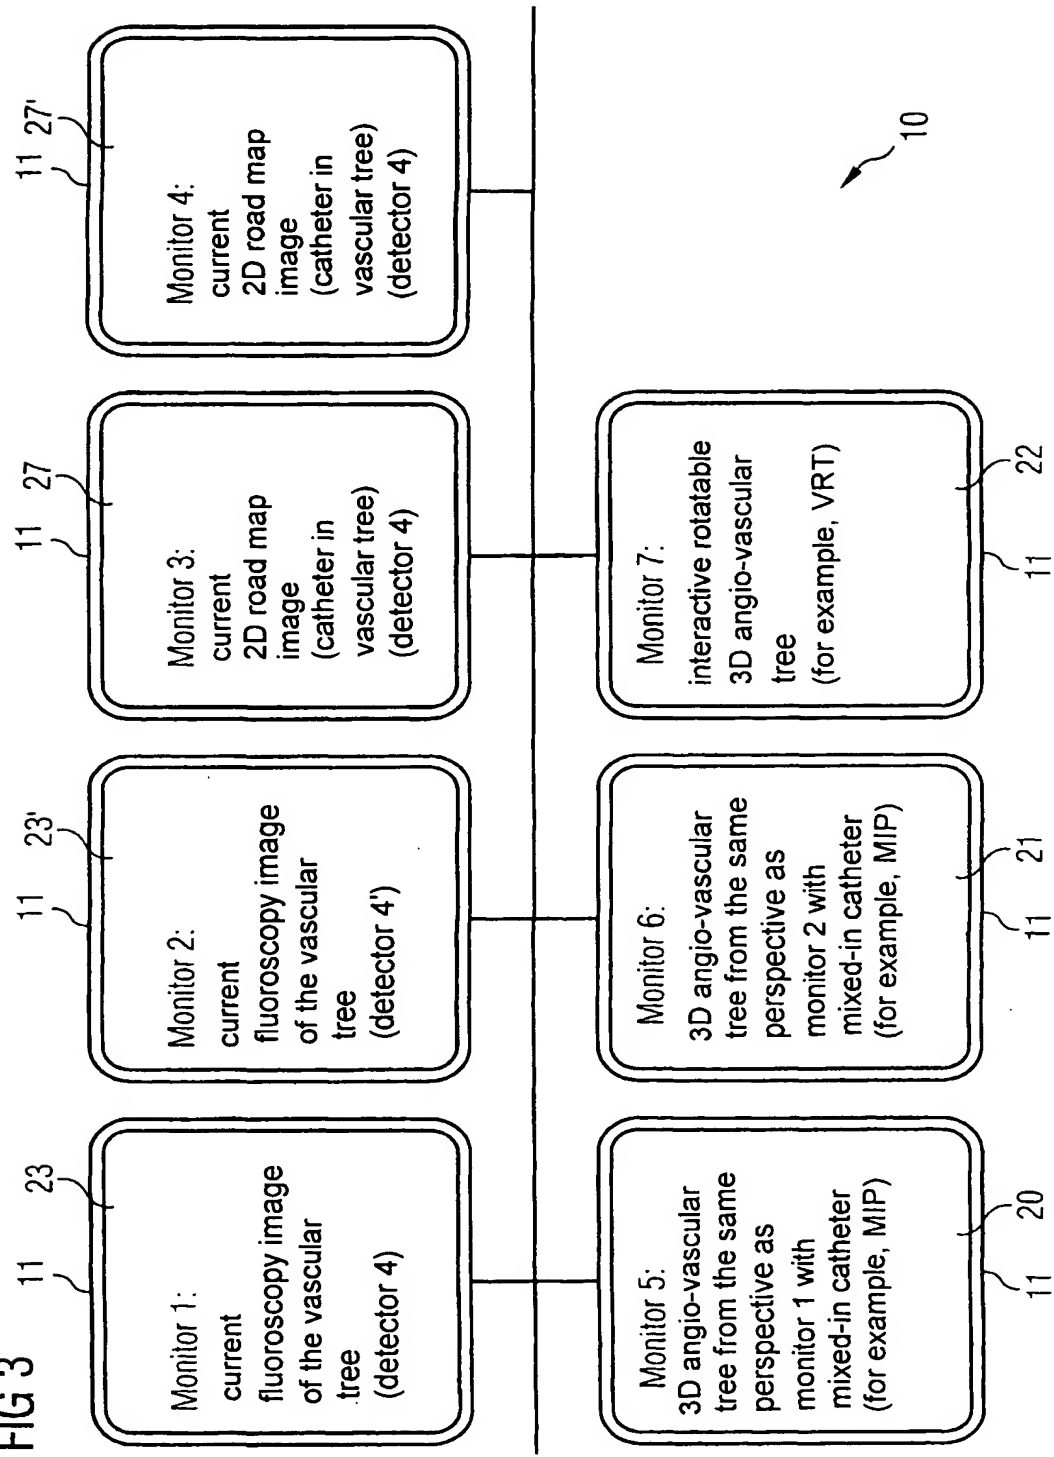 FIG 3
11 23
11 23'
11 27
11 27'
Monitor 1:
current
fluoroscopy image
of the vascular
tree
(detector 4)
Monitor 2:
current
fluoroscopy image
of the vascular
tree
(detector 4')
Monitor 3:
current
2D road map
image
(catheter in
vascular tree)
(detector 4)
Monitor 4:
current
2D road map
image
(catheter in
vascular tree)
(detector 4)
Monitor 5:
3D angio-vascular
tree from the same
perspective as
monitor 1 with
mixed-in catheter
(for example, MIP)
Monitor 6:
3D angio-vascular
tree from the same
perspective as
monitor 2 with
mixed-in catheter
(for example, MIP)
Monitor 7:
interactive rotatable
3D angio-vascular
tree
(for example, VRT)
10
11 20
11 21
11 22